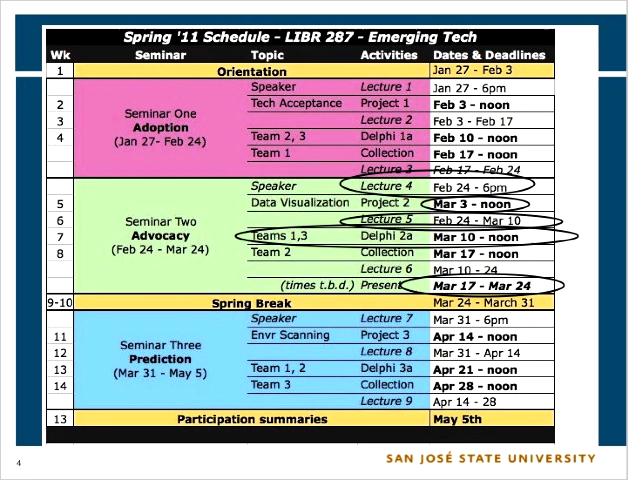 Spring '11 Schedule - LIBR 287 - Emerging Tech
Wk Seminar Topic Activities Dates & Deadlines
1 Orientation Jan 27 - Feb 3
Speaker Lecture 1 Jan 27 - 6pm
2 Tech Acceptance Project 1 Feb 3 - noon
3 Lecture 2 Feb 3 - Feb 17
4 Team 2, 3 Delphi 1a Feb 10 - noon
Team 1 Collection Feb 17 - noon
Lecture 3 Feb 17 - Feb 24
Seminar One
Adoption
(Jan 27- Feb 24)
Speaker Lecture 4 Feb 24 - 6pm
5 Data Visualization Project 2 Mar 3 - noon
6 Lecture 5 Feb 24 - Mar 10
7 Teams 1,3 Delphi 2a Mar 10 - noon
8 Team 2 Collection Mar 17 - noon
Lecture 6 Mar 10 - 24
(times t.b.d.) Present Mar 17 - Mar 24
Seminar Two
Advocacy
(Feb 24 - Mar 24)
9-10 Spring Break Mar 24 - March 31
Speaker Lecture 7 Mar 31 - 6pm
11 Envr Scanning Project 3 Apr 14 - noon
12 Lecture 8 Mar 31 - Apr 14
13 Team 1, 2 Delphi 3a Apr 21 - noon
14 Team 3 Collection Apr 28 - noon
Lecture 9 Apr 14 - 28
Seminar Three
Prediction
(Mar 31 - May 5)
13 Participation summaries May 5th
4
SAN JOSÉ STATE UNIVERSITY